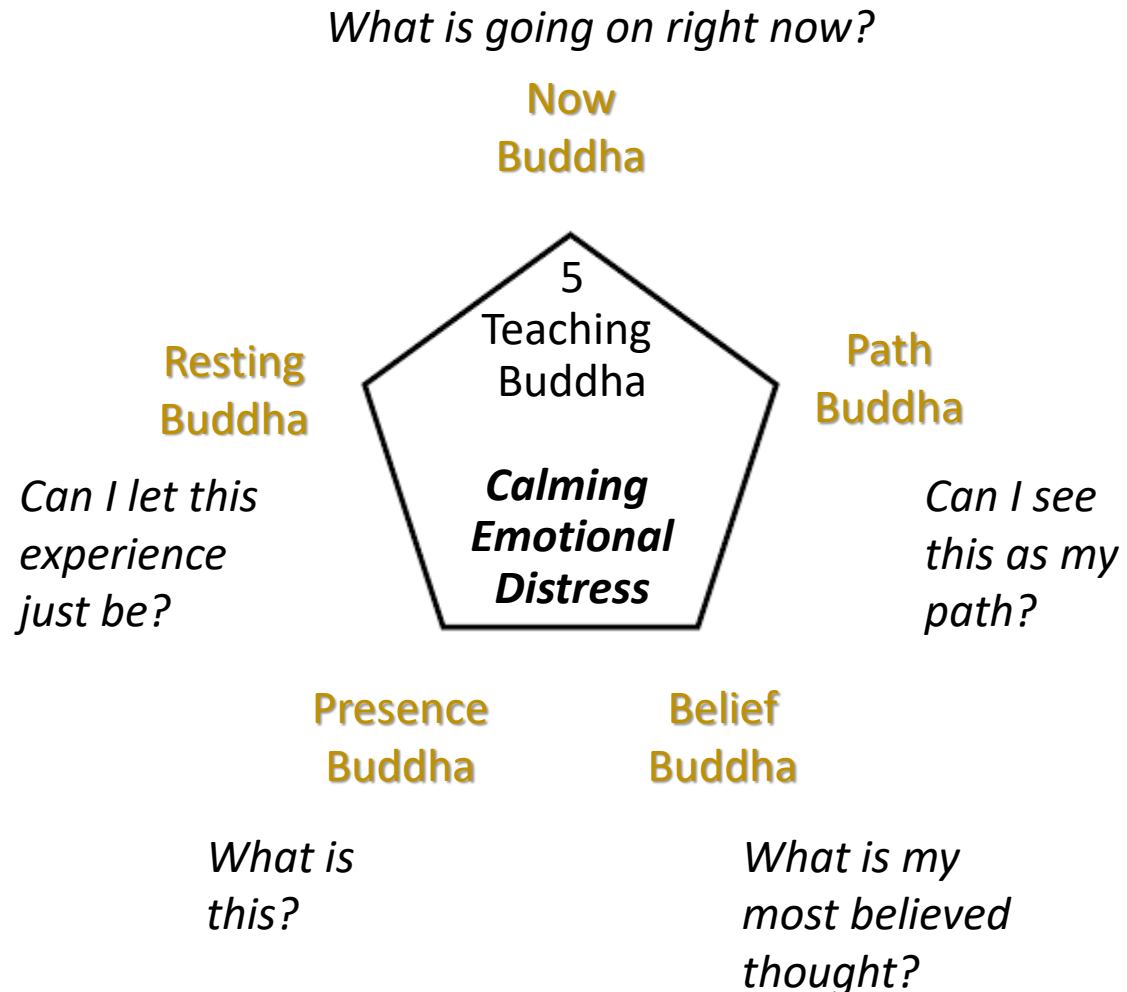 What is going on right now?
Now
Buddha
5
Teaching
Buddha
Calming
Emotional
Distress
Path
Buddha
Can I see
this as my
path?
Belief
Buddha
What is my
most believed
thought?
Presence
Buddha
What is
this?
Resting
Buddha
Can I let this
experience
just be?